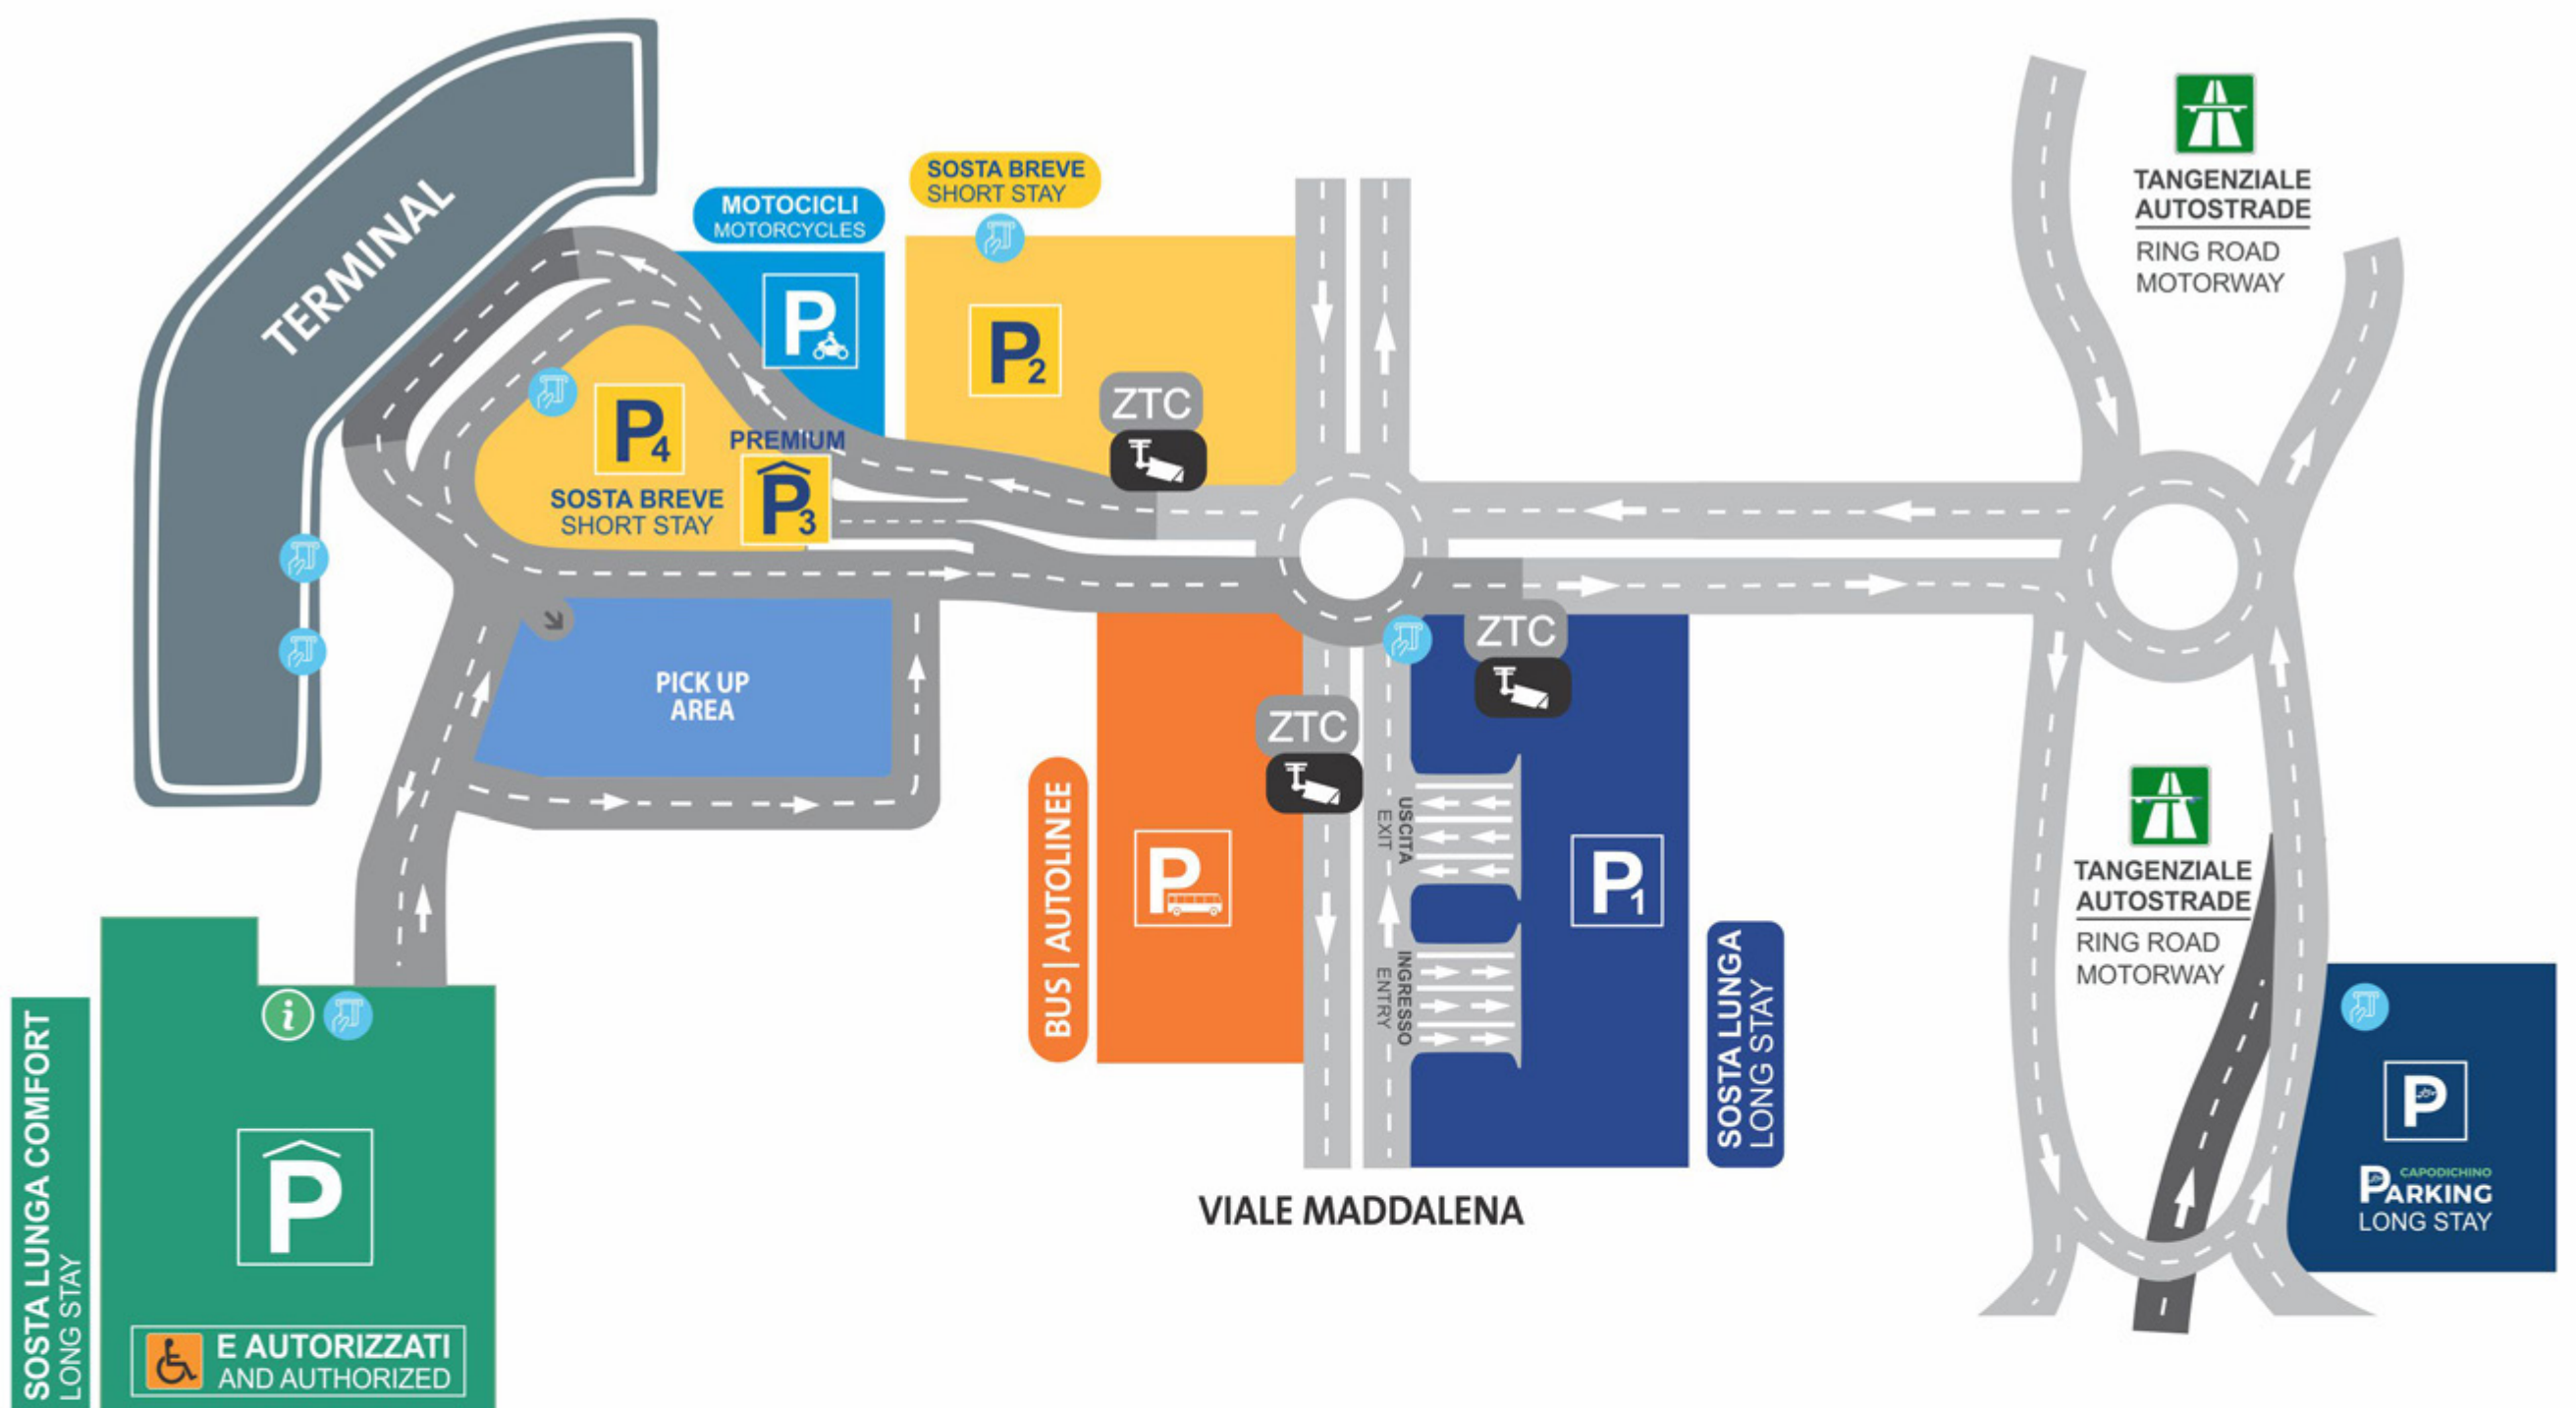 TERMINAL
MOTOCICLI
MOTORCYCLES
SOSTA BREVE
SHORT STAY
P
P2
ZTC
P4
PREMIUM
P3
SOSTA BREVE
SHORT STAY
TANGENZIALE
AUTOSTRADE
RING ROAD
MOTORWAY
PICK UP
AREA
ZTC
ZTC
BUS | AUTOLINEE
P
USCITA
EXIT
INGRESSO
ENTRY
P1
SOSTA LUNGA
LONG STAY
VIALE MADDALENA
TANGENZIALE
AUTOSTRADE
RING ROAD
MOTORWAY
P
CAPODICHINO
PARKING
LONG STAY
SOSTA LUNGA COMFORT
LONG STAY
i
P
E AUTORIZZATI
AND AUTHORIZED